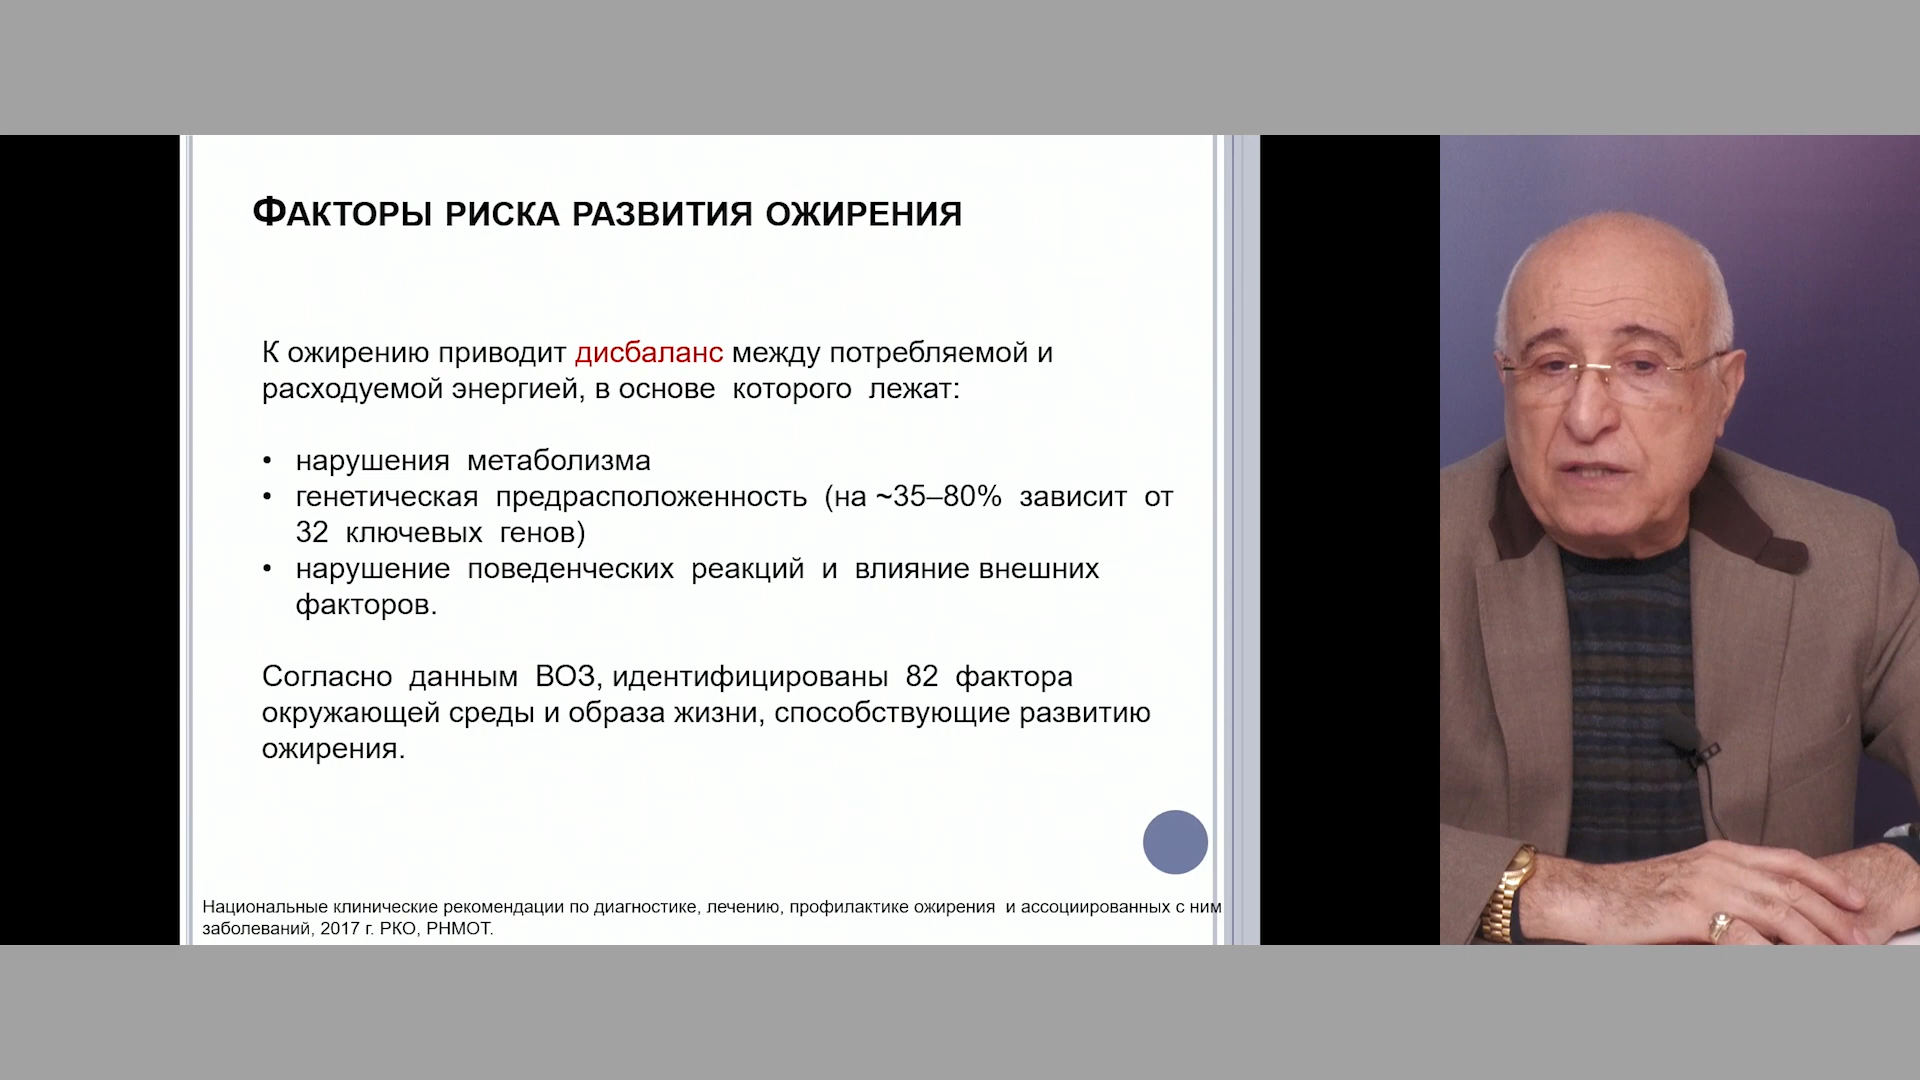 ФАКТОРЫ РИСКА РАЗВИТИЯ ОЖИРЕНИЯ
К ожирению приводит дисбаланс между потребляемой и
расходуемой энергией, в основе которого лежат:
• нарушения метаболизма
• генетическая предрасположенность (на ~35–80% зависит от
32 ключевых генов)
• нарушение поведенческих реакций и влияние внешних
факторов.
Согласно данным ВОЗ, идентифицированы 82 фактора
окружающей среды и образа жизни, способствующие развитию
ожирения.
Национальные клинические рекомендации по диагностике, лечению, профилактике ожирения и ассоциированных с ним
заболеваний, 2017 г. РКО, РНМОТ.